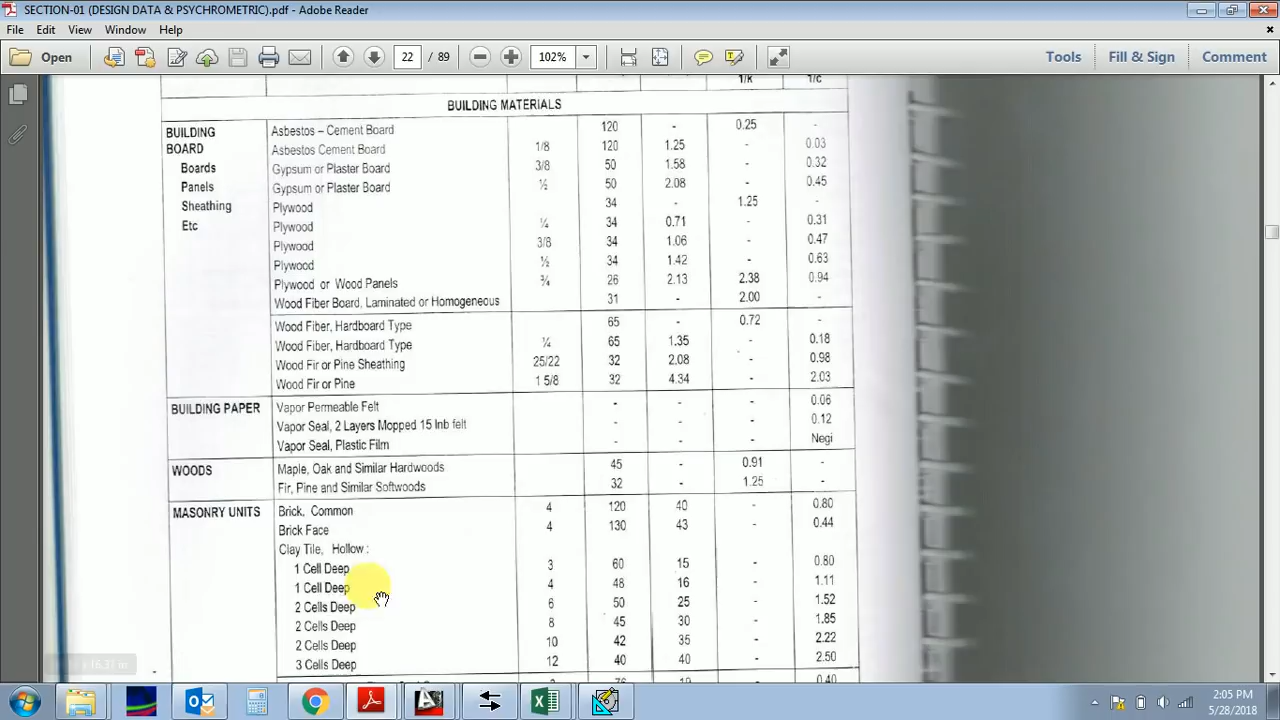 SECTION-01 (DESIGN DATA & PSYCHROMETRIC).pdf - Adobe Reader
File Edit View Window Help
Open 22 / 89 102% Tools Fill & Sign Comment
1/k 1/c
BUILDING MATERIALS
BUILDING BOARD
Boards
Panels
Sheathing
Etc
Asbestos – Cement Board 120 - 0.25 -
Asbestos Cement Board 1/8 120 1.25 - 0.03
Gypsum or Plaster Board 3/8 50 1.58 - 0.32
Gypsum or Plaster Board ½ 50 2.08 - 0.45
Plywood 34 - 1.25 -
Plywood ¼ 34 0.71 - 0.31
Plywood 3/8 34 1.06 - 0.47
Plywood ½ 34 1.42 - 0.63
Plywood or Wood Panels ¾ 26 2.13 2.38 0.94
Wood Fiber Board, Laminated or Homogeneous 31 - 2.00 -
Wood Fiber, Hardboard Type 65 - 0.72 -
Wood Fiber, Hardboard Type ¼ 65 1.35 - 0.18
Wood Fir or Pine Sheathing 25/22 32 2.08 - 0.98
Wood Fir or Pine 1 5/8 32 4.34 - 2.03
BUILDING PAPER Vapor Permeable Felt - - - 0.06
Vapor Seal, 2 Layers Mopped 15 lnb felt - - - 0.12
Vapor Seal, Plastic Film - - - Negi
WOODS Maple, Oak and Similar Hardwoods 45 - 0.91 -
Fir, Pine and Similar Softwoods 32 - 1.25 -
MASONRY UNITS Brick, Common 4 120 40 - 0.80
Brick Face 4 130 43 - 0.44
Clay Tile, Hollow :
1 Cell Deep 3 60 15 - 0.80
1 Cell Deep 4 48 16 - 1.11
2 Cells Deep 6 50 25 - 1.52
2 Cells Deep 8 45 30 - 1.85
2 Cells Deep 10 42 35 - 2.22
3 Cells Deep 12 40 40 - 2.50
2:05 PM
5/28/2018